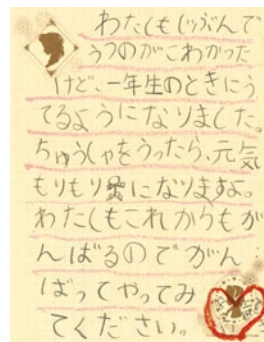 わたしもじぶんで
うつのがこわかった
けど、一年生のときにう
てるようになりました。
ちゅうしゃをうったら、元気
もりもりになりますよ。
わたしもこれからもが
んばるのでがん
ばってやってみ
てください。